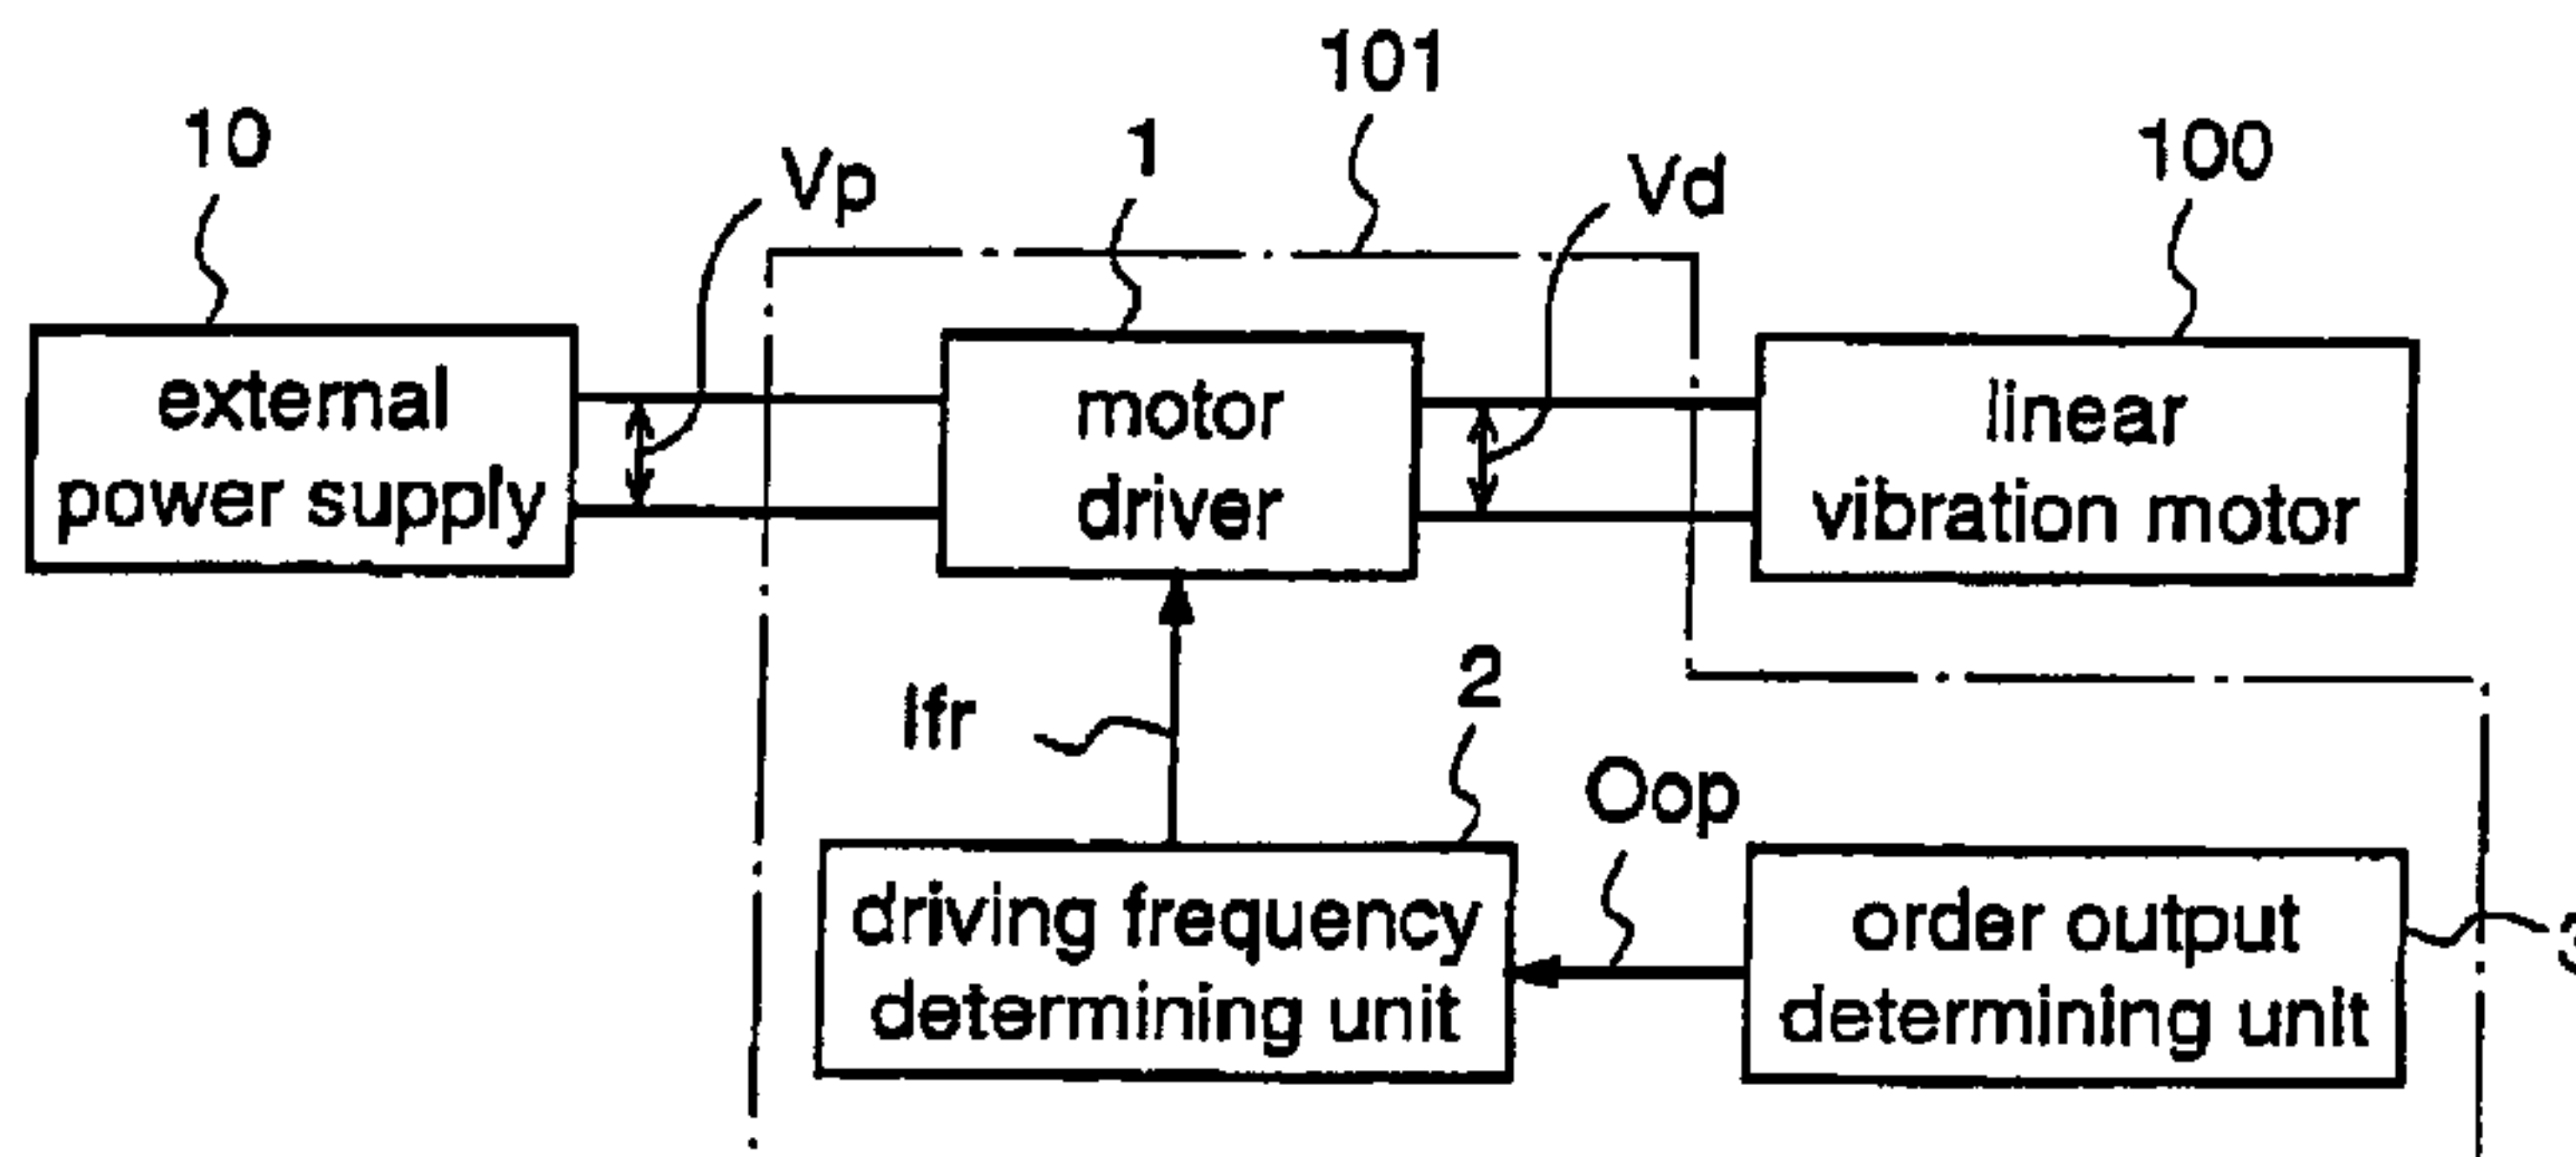 101
10
Vp
1
Vd
100
external
power supply
motor
driver
linear
vibration motor
Ifr
2
Oop
driving frequency
determining unit
order output
determining unit
3